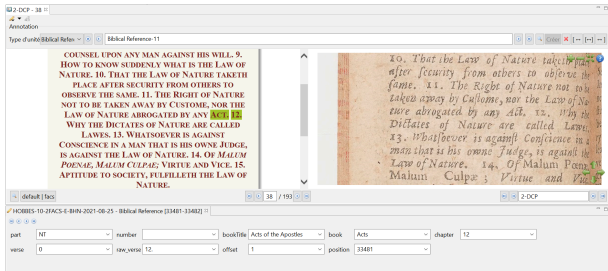 2-DCP - 38
Annotation
Type d'unité Biblical Refere Biblical Reference-11
COUNSEL UPON ANY MAN AGAINST HIS WILL. 9.
HOW TO KNOW SUDDENLY WHAT IS THE LAW OF
NATURE. 10. THAT THE LAW OF NATURE TAKETH
PLACE AFTER SECURITY FROM OTHERS TO
OBSERVE THE SAME. 11. THE RIGHT OF NATURE
NOT TO BE TAKEN AWAY BY CUSTOME, NOR THE
LAW OF NATURE ABROGATED BY ANY ACT. 12.
WHY THE DICTATES OF NATURE ARE CALLED
LAWES. 13. WHATSOEVER IS AGAINST
CONSCIENCE IN A MAN THAT IS HIS OWNE JUDGE,
IS AGAINST THE LAW OF NATURE. 14. OF MALUM
POENAE, MALUM CULPAE; VIRTUE AND VICE. 15.
APTITUDE TO SOCIETY, FULFILLETH THE LAW OF
NATURE.
10. That the Law of Nature taketh
after ſecurity from others to obſerve the
ſame. 11. The Right of Nature not to
taken away by Cuſtome, nor the Law of Na
ture abrogated by any Act. 12. Why the
Dictates of Nature are called Lawes
13. Whatſoever is againſt Conſcience in
man that is his owne Judge, is againſt the
Law of Nature. 14. Of Malum Pœnæ
Malum Culpæ; Virtue and
default | facs 38 / 193 2-DCP
HOBBES-10-2FACS-E-BHN-2021-08-25 - Biblical Reference [33481-33482]
part NT number bookTitle Acts of the Apostles book Acts chapter 12
verse 0 raw_verse 12. offset 1 position 33481